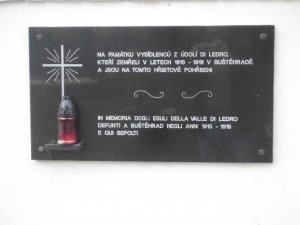 NA PAMÁTKU VYSÍDLENCŮ Z ÚDOLÍ DI LEDRO,
KTEŘÍ ZEMŘELI V LETECH 1915 - 1919 V BUŠTĚHRADĚ
A JSOU NA TOMTO HŘBITOVĚ POHŘBENI
IN MEMORIA DEGLI ESULI DELLA VALLE DI LEDRO
DEFUNTI A BUŠTĚHRAD NEGLI ANNI 1915 - 1919
E QUI SEPOLTI